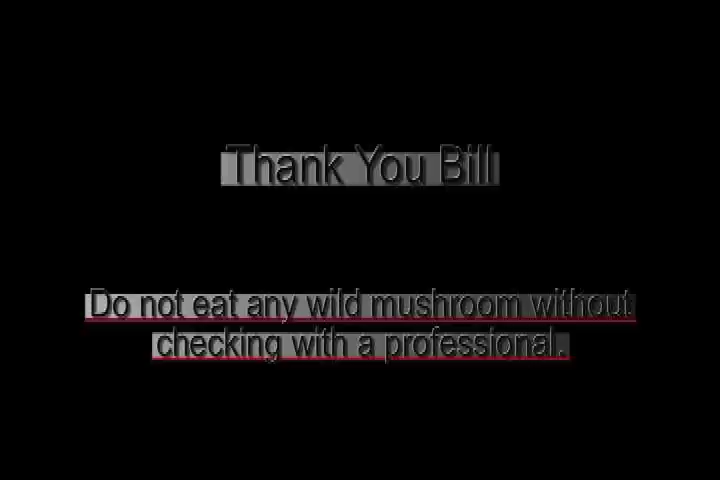 Thank You Bill
Do not eat any wild mushroom without
checking with a professional.